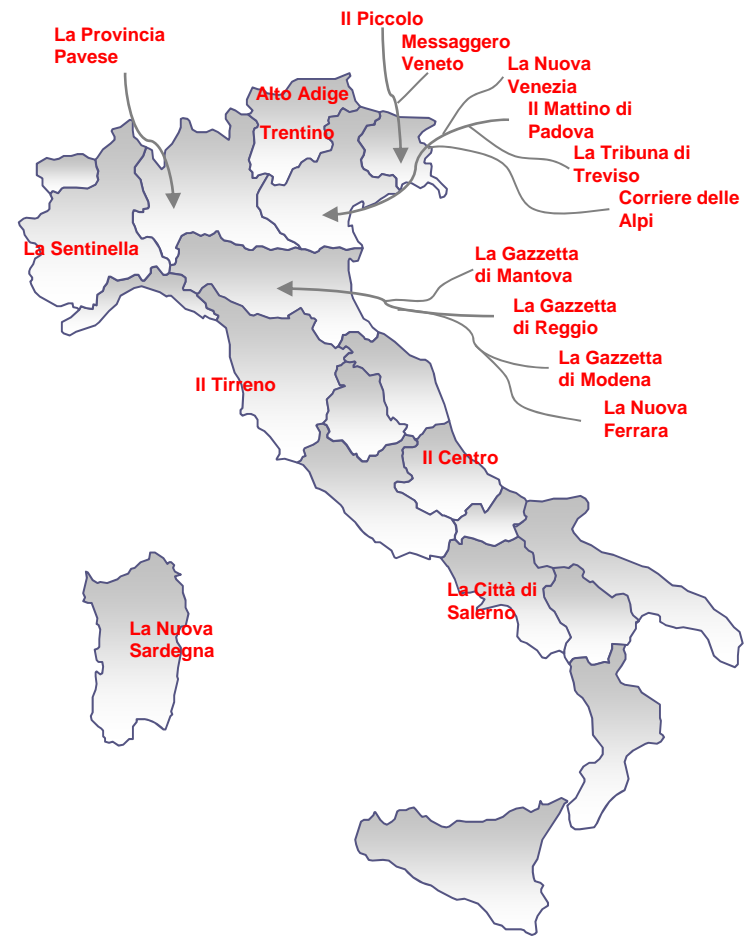 Il Piccolo
La Provincia
Pavese
Messaggero
Veneto
La Nuova
Venezia
Alto Adige
Il Mattino di
Padova
Trentino
La Tribuna di
Treviso
Corriere delle
Alpi
La Sentinella
La Gazzetta
di Mantova
La Gazzetta
di Reggio
La Gazzetta
di Modena
Il Tirreno
La Nuova
Ferrara
Il Centro
La Città di
Salerno
La Nuova
Sardegna